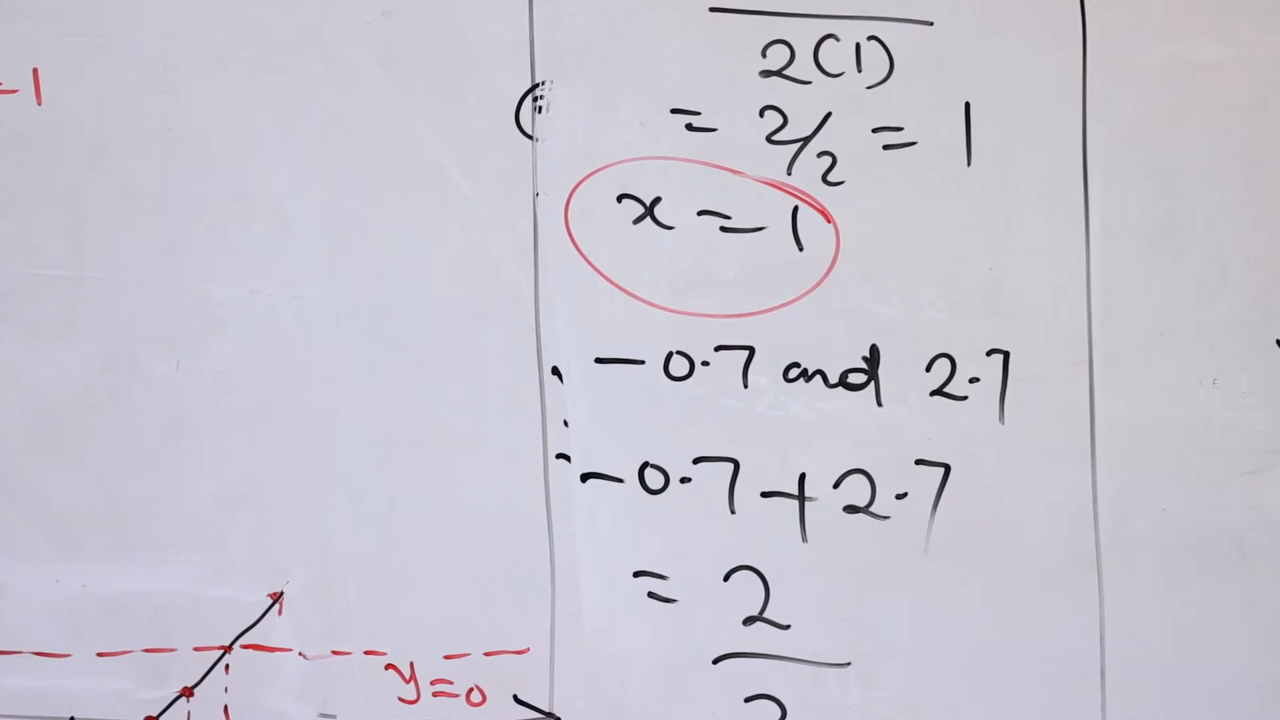 -1
2(1)
= 2/2 = 1
x = 1
-0.7 and 2.7
-0.7 + 2.7
= 2
y=0